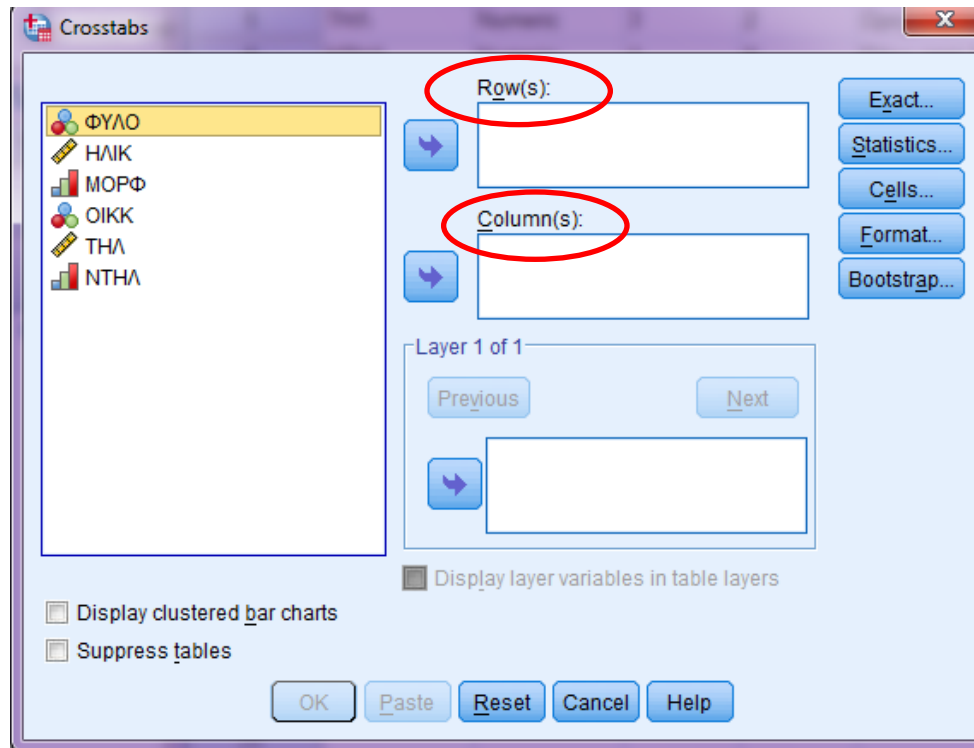 Crosstabs
ΦΥΛΟ
ΗΛΙΚ
ΜΟΡΦ
ΟΙΚΚ
ΤΗΛ
ΝΤΗΛ
Row(s):
Column(s):
Layer 1 of 1
Previous
Next
Display layer variables in table layers
Exact...
Statistics...
Cells...
Format...
Bootstrap...
Display clustered bar charts
Suppress tables
OK
Paste
Reset
Cancel
Help